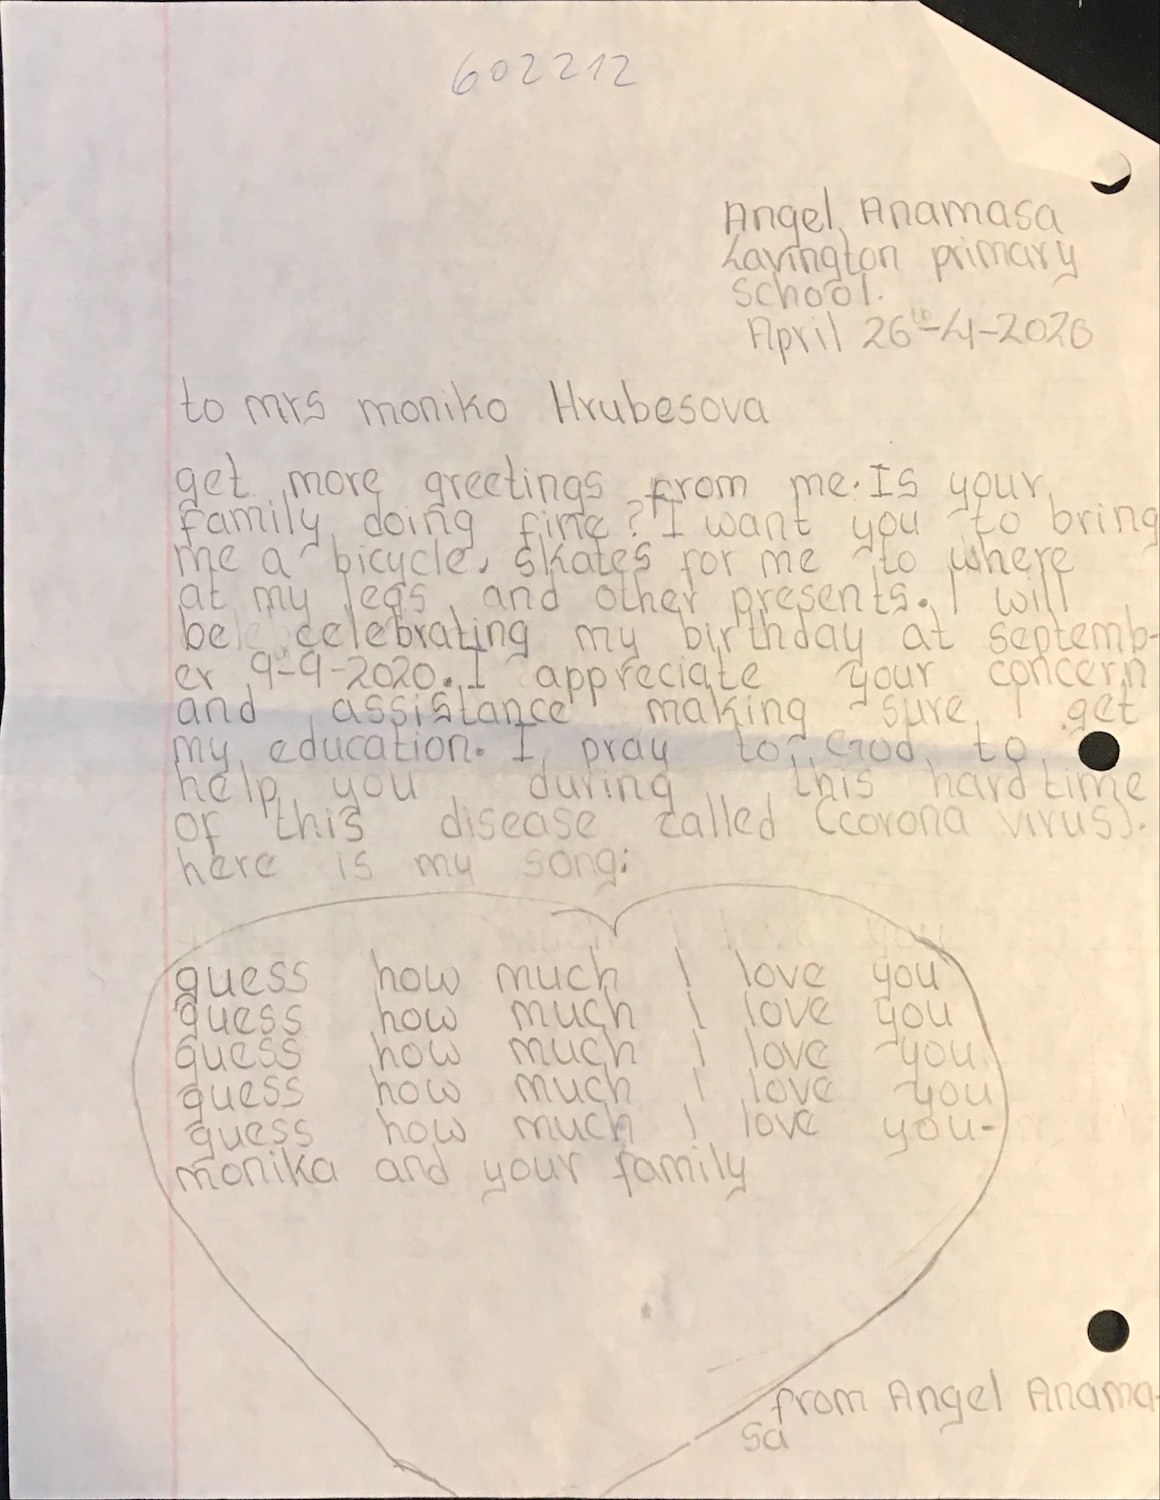 602212
Angel Anamasa
Lavington primary
School.
April 26th-4-2020
to mrs moniko Hrubesova
get more greetings from me. Is your
family doing fine? I want you to bring
me a bicycle, skates for me to where
at my legs and other presents. I will
be celebrating my birthday at septemb-
er 9th-9-2020. I appreciate your concern
and assistance making sure I get
my education. I pray to God to
help you during this hard time
of this disease called (corona virus).
here is my song:
guess how much I love you
guess how much I love you
guess how much I love you
guess how much I love you
guess how much I love you-
monika and your family
from Angel Anama-
sa